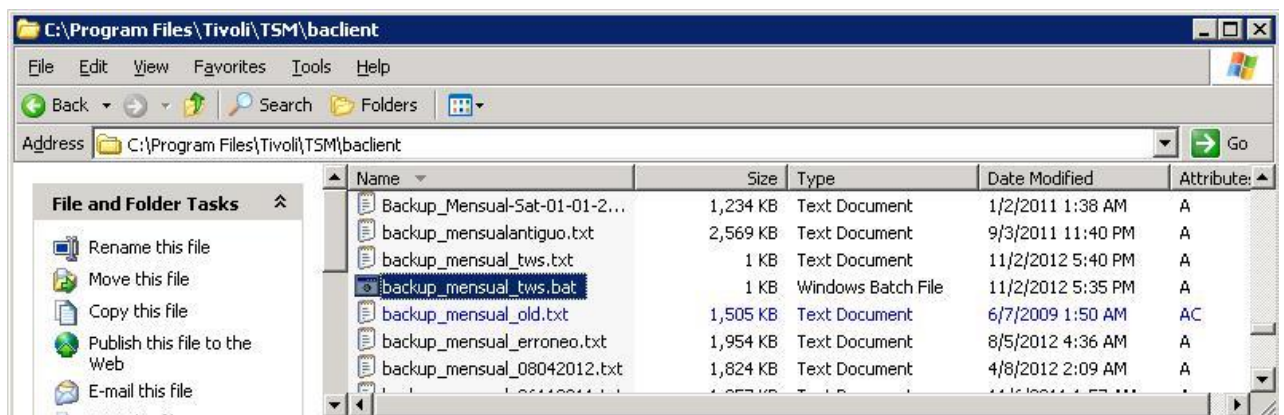 C:\Program Files\Tivoli\TSM\baclient
File Edit View Favorites Tools Help
Back Search Folders
Address C:\Program Files\Tivoli\TSM\baclient Go
File and Folder Tasks
Rename this file
Move this file
Copy this file
Publish this file to the
Web
E-mail this file
Name Size Type Date Modified Attribute
Backup_Mensual-Sat-01-01-2... 1,234 KB Text Document 1/2/2011 1:38 AM A
backup_mensualantiguo.txt 2,569 KB Text Document 9/3/2011 11:40 PM A
backup_mensual_tws.txt 1 KB Text Document 11/2/2012 5:40 PM A
backup_mensual_tws.bat 1 KB Windows Batch File 11/2/2012 5:35 PM A
backup_mensual_old.txt 1,505 KB Text Document 6/7/2009 1:50 AM AC
backup_mensual_erroneo.txt 1,954 KB Text Document 8/5/2012 4:36 AM A
backup_mensual_08042012.txt 1,824 KB Text Document 4/8/2012 2:09 AM A